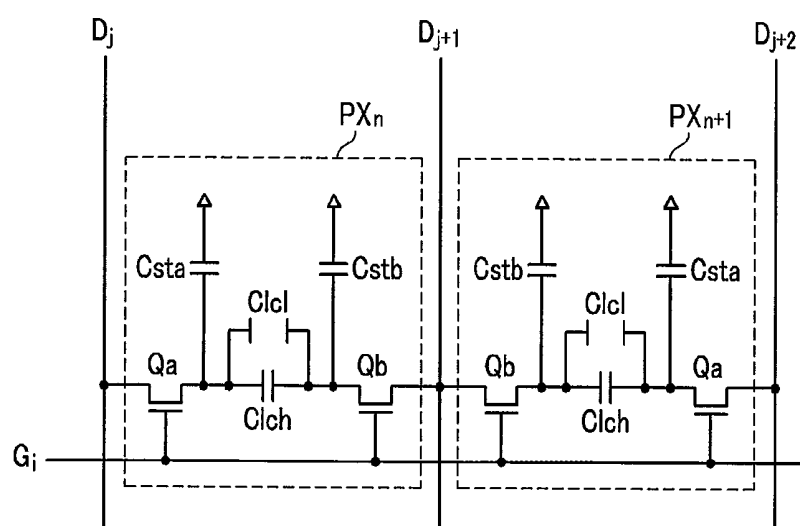 Dj Dj+1 Dj+2
PXn PXn+1
Csta Cstb Cstb Csta
Clcl Clcl
Qa Qb Qb Qa
Clch Clch
Gi